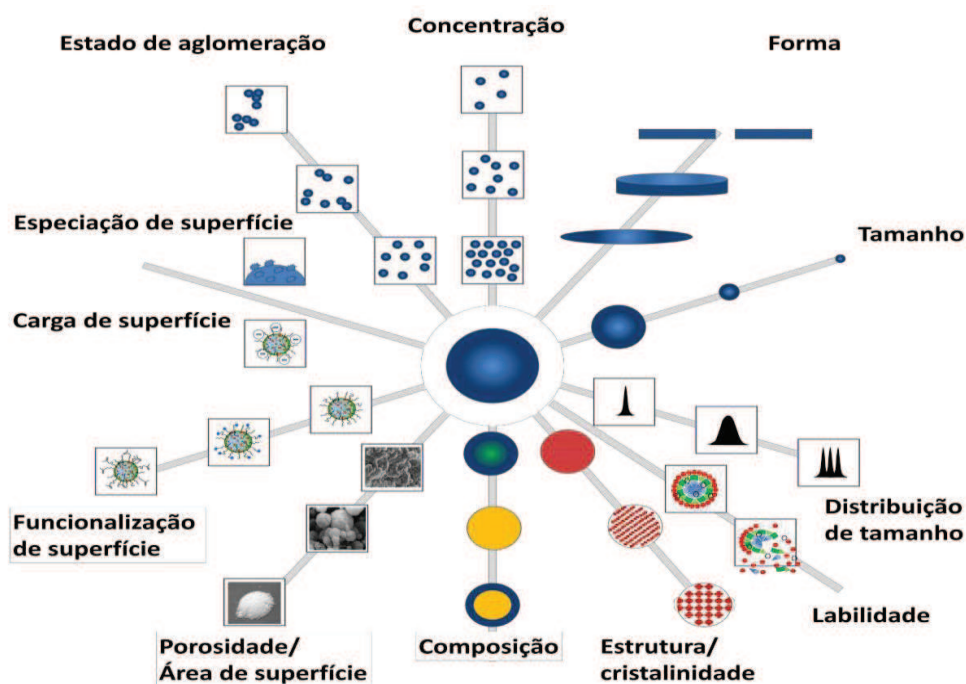 Estado de aglomeração
Concentração
Forma
Especiação de superfície
Tamanho
Carga de superfície
Funcionalização
de superfície
Distribuição
de tamanho
Labilidade
Porosidade/
Área de superfície
Composição
Estrutura/
cristalinidade